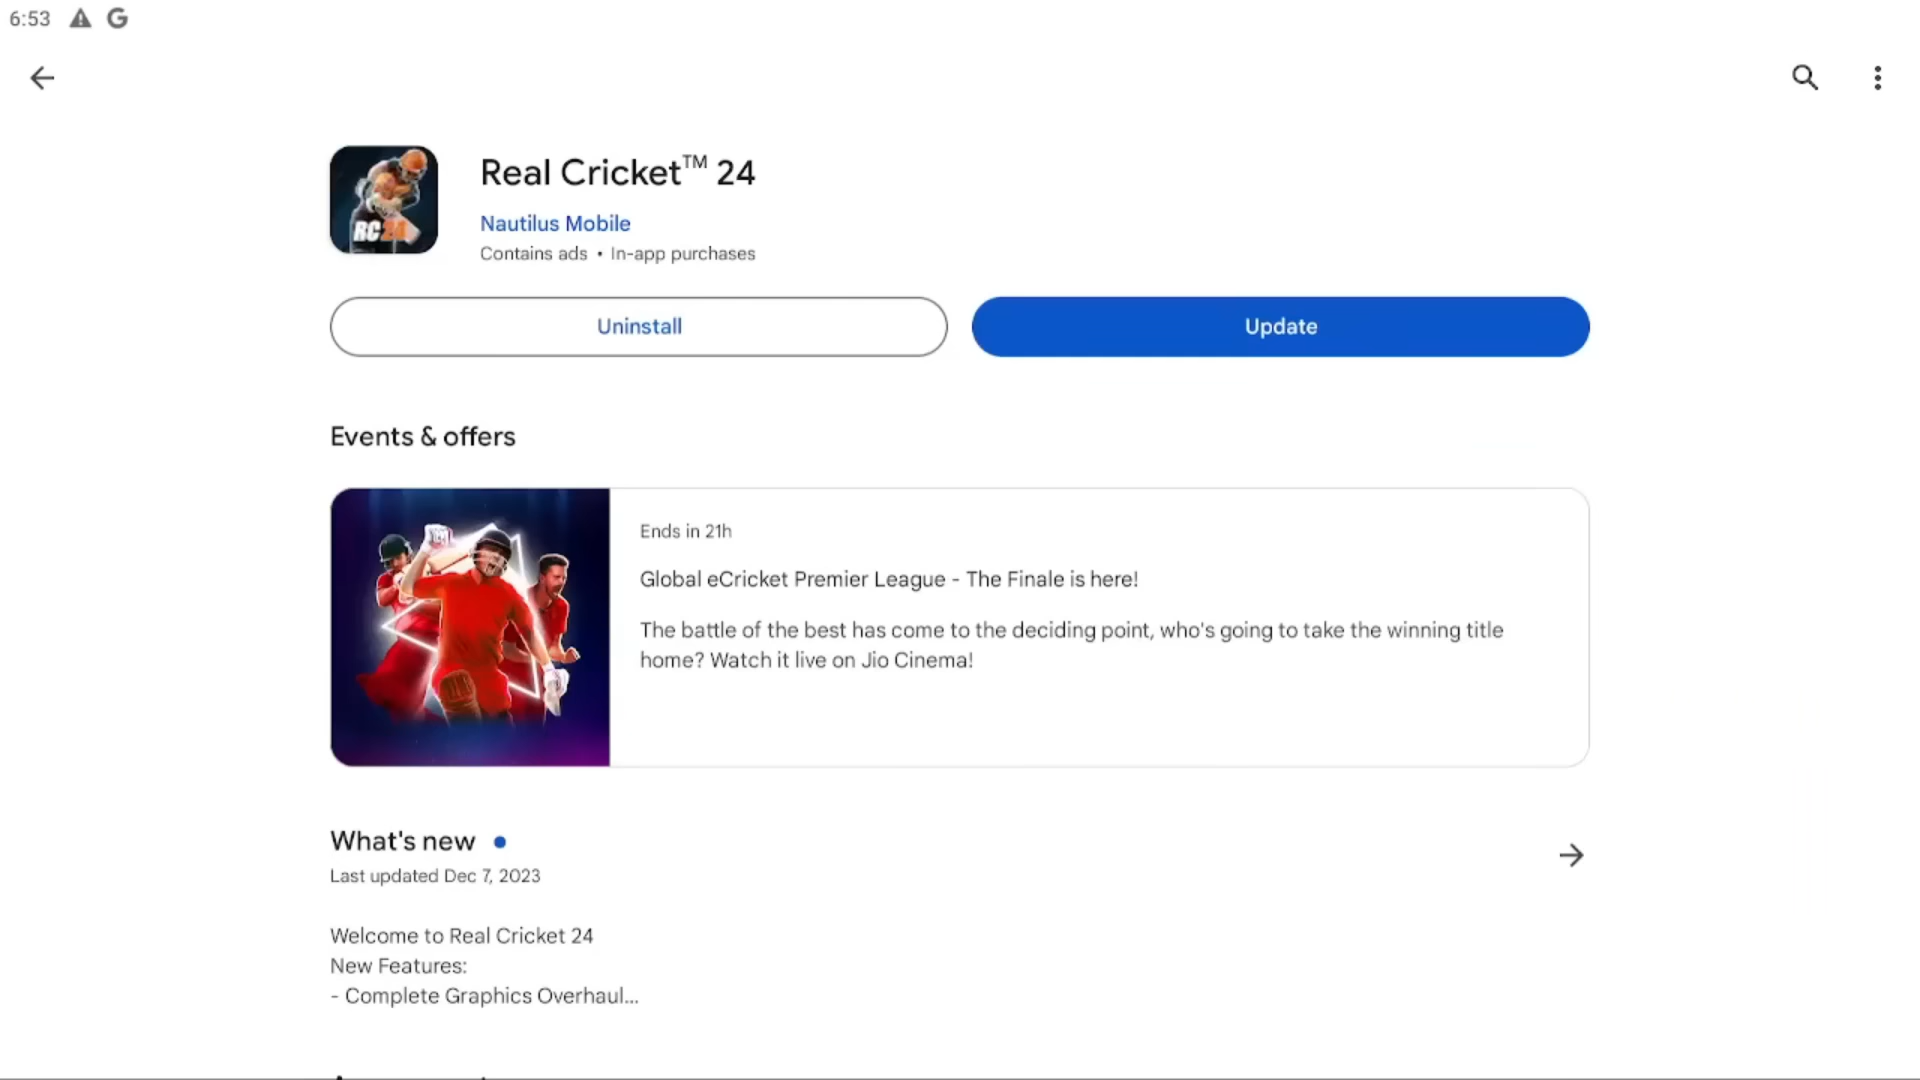 6:53
Real Cricket™ 24
RC24
Nautilus Mobile
Contains ads • In-app purchases
Uninstall
Update
Events & offers
Ends in 21h
Global eCricket Premier League - The Finale is here!
The battle of the best has come to the deciding point, who's going to take the winning title
home? Watch it live on Jio Cinema!
What's new
Last updated Dec 7, 2023
Welcome to Real Cricket 24
New Features:
- Complete Graphics Overhaul...